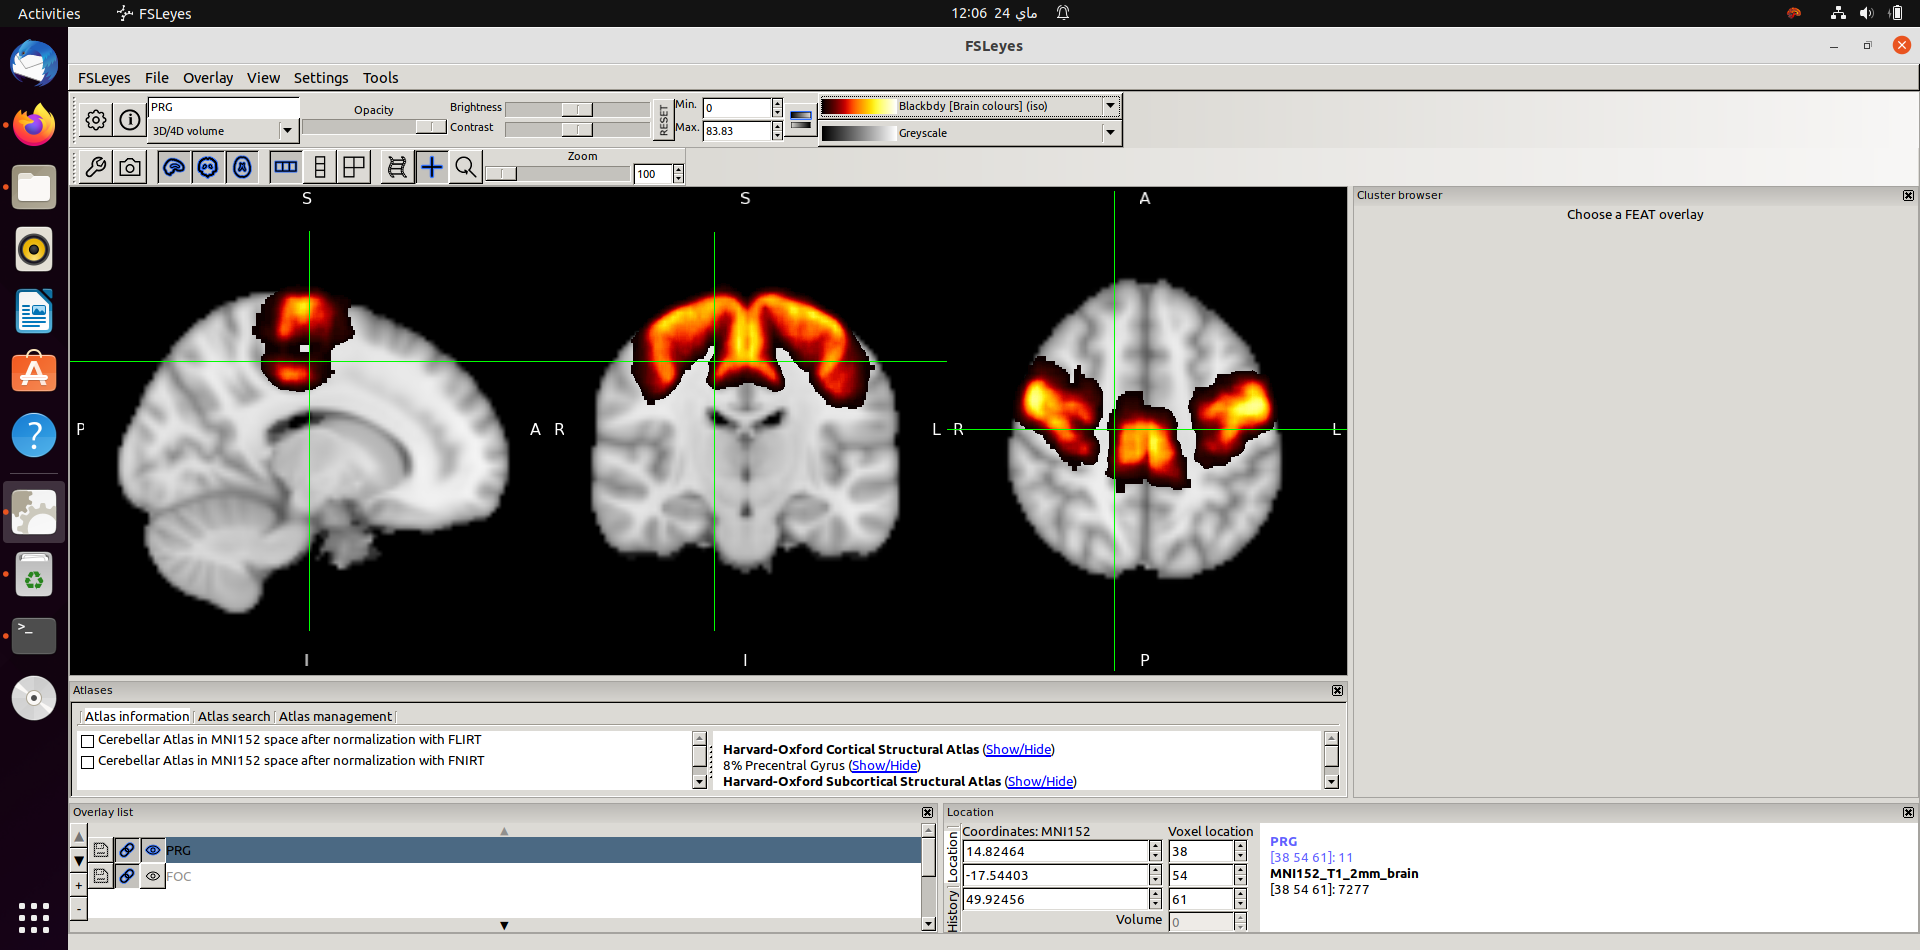 Activities
FSLeyes
12:06 24 ماي
FSLeyes
FSLeyes File Overlay View Settings Tools
PRG
3D/4D volume
Opacity
Brightness
Contrast
RESET
Min.
0
Max.
83.83
Blackbdy [Brain colours] (iso)
Greyscale
Zoom
100
S
S
A
P
A
R
L
R
L
I
I
P
Cluster browser
Choose a FEAT overlay
Atlases
Atlas information Atlas search Atlas management
Cerebellar Atlas in MNI152 space after normalization with FLIRT
Cerebellar Atlas in MNI152 space after normalization with FNIRT
Harvard-Oxford Cortical Structural Atlas (Show/Hide)
8% Precentral Gyrus (Show/Hide)
Harvard-Oxford Subcortical Structural Atlas (Show/Hide)
Overlay list
PRG
FOC
Location
Location
History
Coordinates: MNI152
Voxel location
14.82464
38
-17.54403
54
49.92456
61
Volume
0
PRG
[38 54 61]: 11
MNI152_T1_2mm_brain
[38 54 61]: 7277